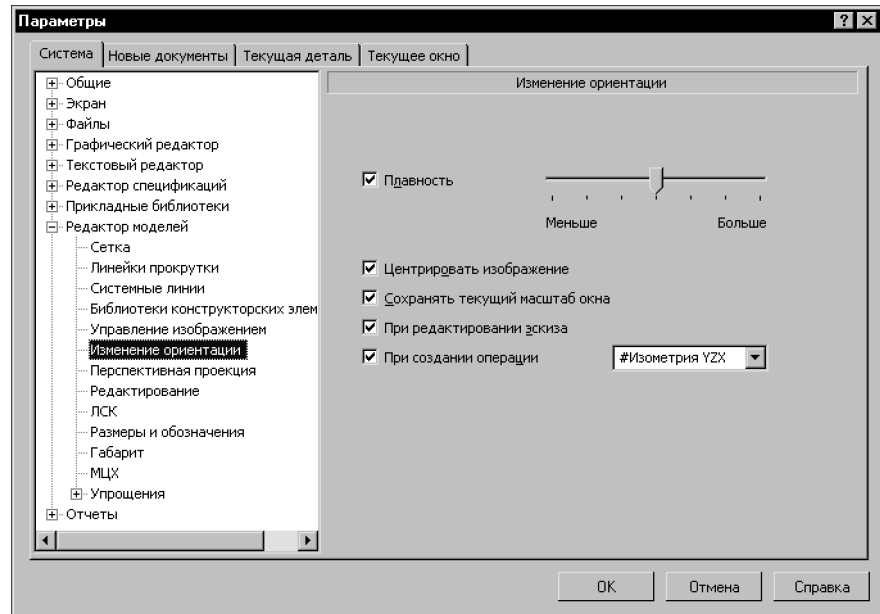 Параметры
Система Новые документы Текущая деталь Текущее окно
Общие
Экран
Файлы
Графический редактор
Текстовый редактор
Редактор спецификаций
Прикладные библиотеки
Редактор моделей
Сетка
Линейки прокрутки
Системные линии
Библиотеки конструкторских элем
Управление изображением
Изменение ориентации
Перспективная проекция
Редактирование
ЛСК
Размеры и обозначения
Габарит
МЦХ
Упрощения
Отчеты
Изменение ориентации
Плавность
Меньше Больше
Центрировать изображение
Сохранять текущий масштаб окна
При редактировании эскиза
При создании операции #Изометрия YZX
OK Отмена Справка